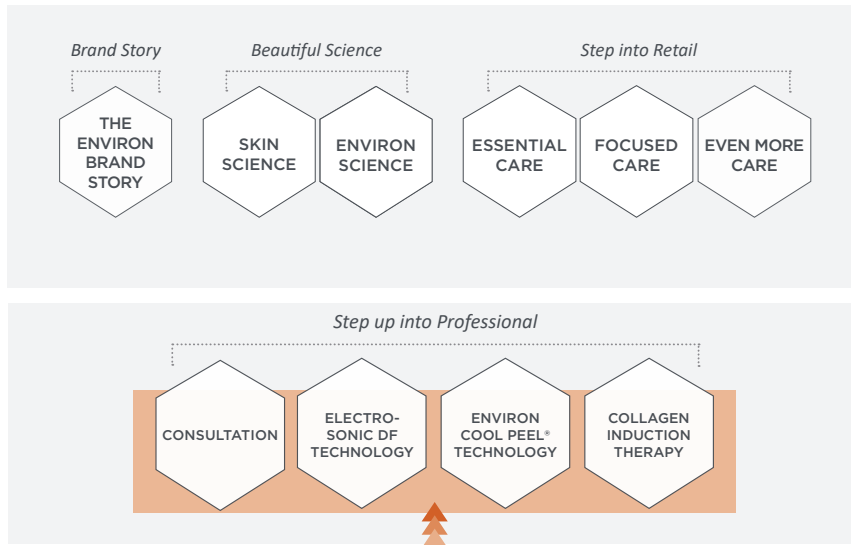 Brand Story
Beautiful Science
Step into Retail
THE
ENVIRON
BRAND
STORY
SKIN
SCIENCE
ENVIRON
SCIENCE
ESSENTIAL
CARE
FOCUSED
CARE
EVEN MORE
CARE
Step up into Professional
CONSULTATION
ELECTRO-
SONIC DF
TECHNOLOGY
ENVIRON
COOL PEEL®
TECHNOLOGY
COLLAGEN
INDUCTION
THERAPY